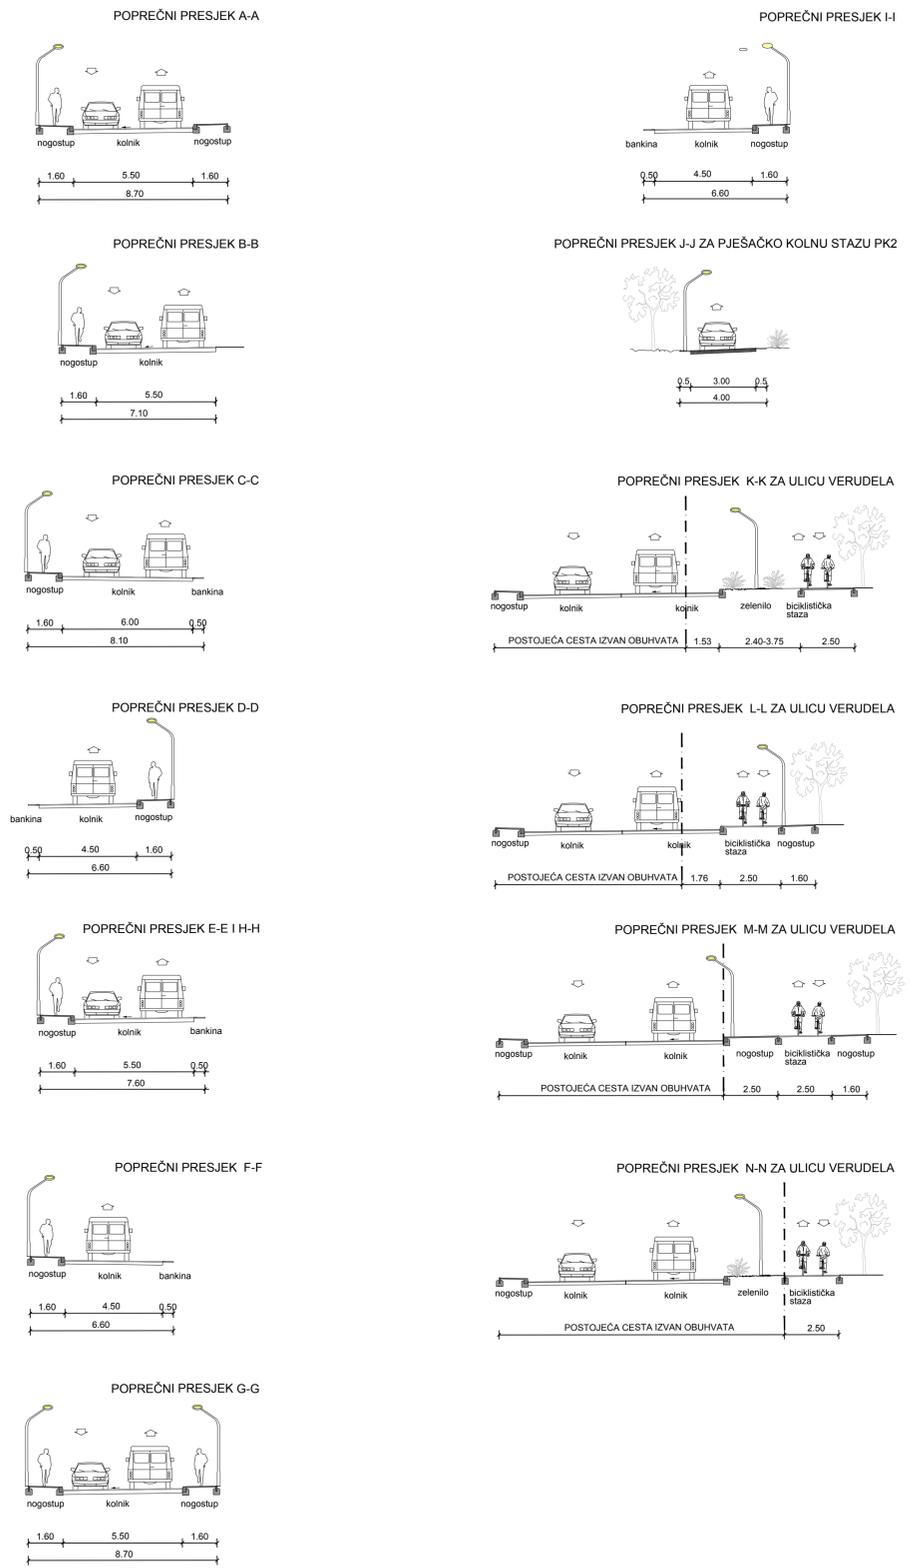 POPREČNI PRESJEK A-A
nogostup kolnik nogostup
1.60 5.50 1.60
8.70
POPREČNI PRESJEK B-B
nogostup kolnik
1.60 5.50
7.10
POPREČNI PRESJEK C-C
nogostup kolnik bankina
1.60 6.00 0.50
8.10
POPREČNI PRESJEK D-D
bankina kolnik nogostup
0.50 4.50 1.60
6.60
POPREČNI PRESJEK E-E I H-H
nogostup kolnik bankina
1.60 5.50 0.50
7.60
POPREČNI PRESJEK F-F
nogostup kolnik bankina
1.60 4.50 0.50
6.60
POPREČNI PRESJEK G-G
nogostup kolnik nogostup
1.60 5.50 1.60
8.70
POPREČNI PRESJEK I-I
bankina kolnik nogostup
0.50 4.50 1.60
6.60
POPREČNI PRESJEK J-J ZA PJEŠAČKO KOLNU STAZU PK2
0.5 3.00 0.5
4.00
POPREČNI PRESJEK K-K ZA ULICU VERUDELA
nogostup kolnik kolnik zelenilo biciklistička
staza
POSTOJEĆA CESTA IZVAN OBUHVATA 1.53 2.40-3.75 2.50
POPREČNI PRESJEK L-L ZA ULICU VERUDELA
nogostup kolnik kolnik biciklistička nogostup
staza
POSTOJEĆA CESTA IZVAN OBUHVATA 1.76 2.50 1.60
POPREČNI PRESJEK M-M ZA ULICU VERUDELA
nogostup kolnik kolnik nogostup biciklistička nogostup
staza
POSTOJEĆA CESTA IZVAN OBUHVATA 2.50 2.50 1.60
POPREČNI PRESJEK N-N ZA ULICU VERUDELA
nogostup kolnik kolnik zelenilo biciklistička
staza
POSTOJEĆA CESTA IZVAN OBUHVATA 2.50